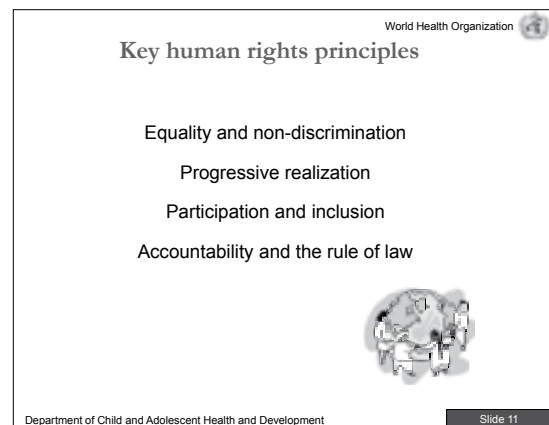 World Health Organization
Key human rights principles
Equality and non-discrimination
Progressive realization
Participation and inclusion
Accountability and the rule of law
Department of Child and Adolescent Health and Development
Slide 11